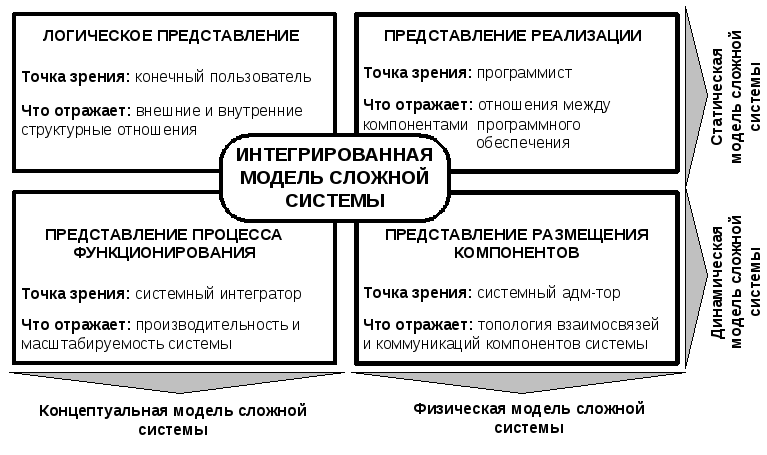 ЛОГИЧЕСКОЕ ПРЕДСТАВЛЕНИЕ
Точка зрения: конечный пользователь
Что отражает: внешние и внутренние
структурные отношения
ПРЕДСТАВЛЕНИЕ РЕАЛИЗАЦИИ
Точка зрения: программист
Что отражает: отношения между
компонентами программного
обеспечения
ИНТЕГРИРОВАННАЯ
МОДЕЛЬ СЛОЖНОЙ
СИСТЕМЫ
ПРЕДСТАВЛЕНИЕ ПРОЦЕССА
ФУНКЦИОНИРОВАНИЯ
Точка зрения: системный интегратор
Что отражает: производительность и
масштабируемость системы
ПРЕДСТАВЛЕНИЕ РАЗМЕЩЕНИЯ
КОМПОНЕНТОВ
Точка зрения: системный адм-тор
Что отражает: топология взаимосвязей
и коммуникаций компонентов системы
Статическая
модель сложной
системы
Динамическая
модель сложной
системы
Концептуальная модель сложной
системы
Физическая модель сложной
системы